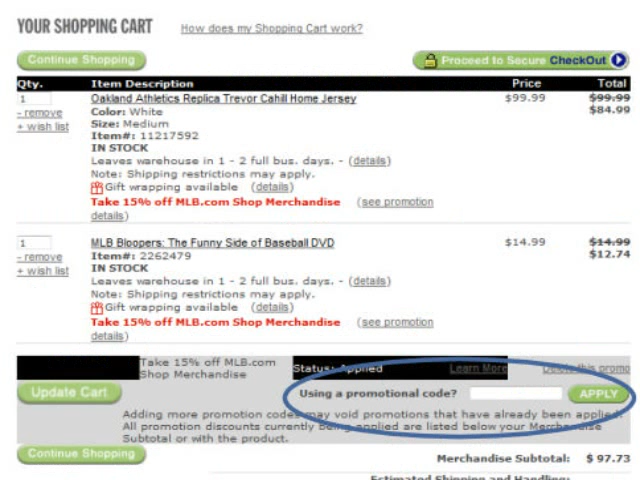 YOUR SHOPPING CART How does my Shopping Cart work?
Continue Shopping Proceed to Secure CheckOut
Qty. Item Description Price Total
1 Oakland Athletics Replica Trevor Cahill Home Jersey $99.99 $99.99
- remove Color: White $84.99
+ wish list Size: Medium
Item#: 11217592
IN STOCK
Leaves warehouse in 1 - 2 full bus. days. - (details)
Note: Shipping restrictions may apply.
Gift wrapping available (details)
Take 15% off MLB.com Shop Merchandise (see promotion
details)
1 MLB Bloopers: The Funny Side of Baseball DVD $14.99 $14.99
- remove Item#: 2262479 $12.74
+ wish list IN STOCK
Leaves warehouse in 1 - 2 full bus. days. - (details)
Note: Shipping restrictions may apply.
Gift wrapping available (details)
Take 15% off MLB.com Shop Merchandise (see promotion
details)
Take 15% off MLB.com Status: Applied Learn More Delete this promo
Shop Merchandise
Update Cart Using a promotional code? APPLY
Adding more promotion codes may void promotions that have already been applied.
All promotion discounts currently being applied are listed below your Merchandise
Subtotal or with the product.
Continue Shopping Merchandise Subtotal: $ 97.73
Estimated Shipping and Handling: